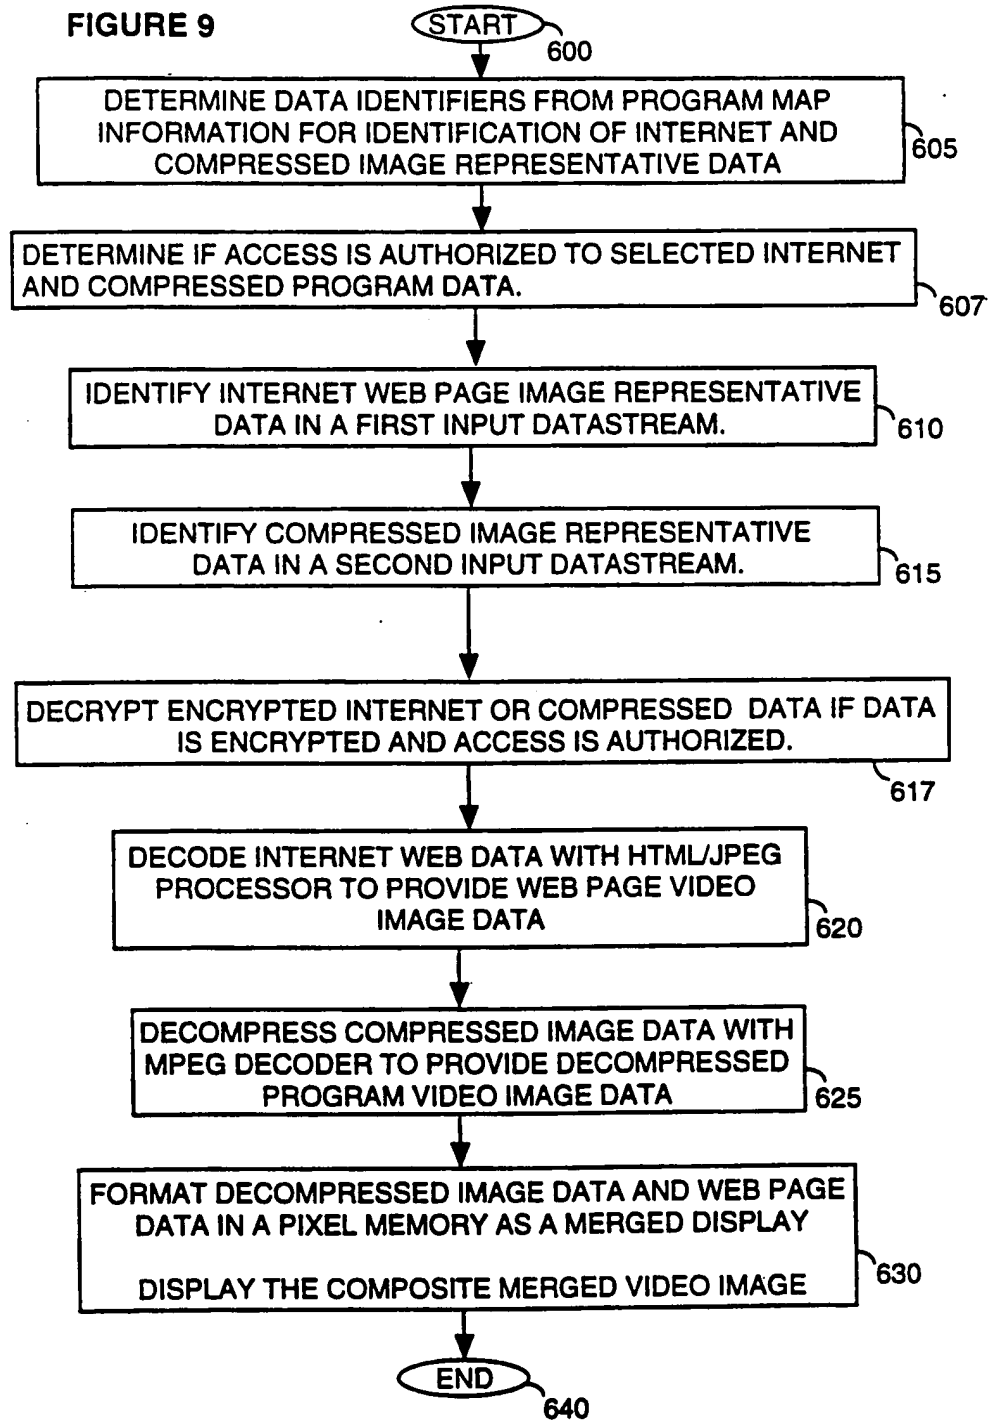 FIGURE 9
START
600
DETERMINE DATA IDENTIFIERS FROM PROGRAM MAP
INFORMATION FOR IDENTIFICATION OF INTERNET AND
COMPRESSED IMAGE REPRESENTATIVE DATA
605
DETERMINE IF ACCESS IS AUTHORIZED TO SELECTED INTERNET
AND COMPRESSED PROGRAM DATA.
607
IDENTIFY INTERNET WEB PAGE IMAGE REPRESENTATIVE
DATA IN A FIRST INPUT DATASTREAM.
610
IDENTIFY COMPRESSED IMAGE REPRESENTATIVE
DATA IN A SECOND INPUT DATASTREAM.
615
DECRYPT ENCRYPTED INTERNET OR COMPRESSED DATA IF DATA
IS ENCRYPTED AND ACCESS IS AUTHORIZED.
617
DECODE INTERNET WEB DATA WITH HTML/JPEG
PROCESSOR TO PROVIDE WEB PAGE VIDEO
IMAGE DATA
620
DECOMPRESS COMPRESSED IMAGE DATA WITH
MPEG DECODER TO PROVIDE DECOMPRESSED
PROGRAM VIDEO IMAGE DATA
625
FORMAT DECOMPRESSED IMAGE DATA AND WEB PAGE
DATA IN A PIXEL MEMORY AS A MERGED DISPLAY
DISPLAY THE COMPOSITE MERGED VIDEO IMAGE
630
END
640